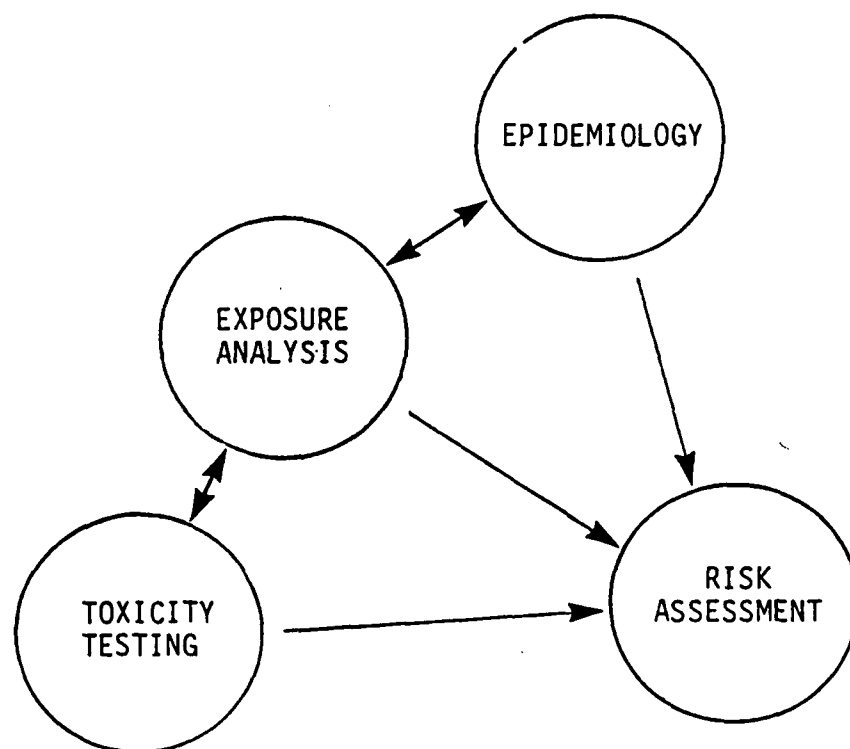 EPIDEMIOLOGY
EXPOSURE
ANALYSIS
TOXICITY
TESTING
RISK
ASSESSMENT